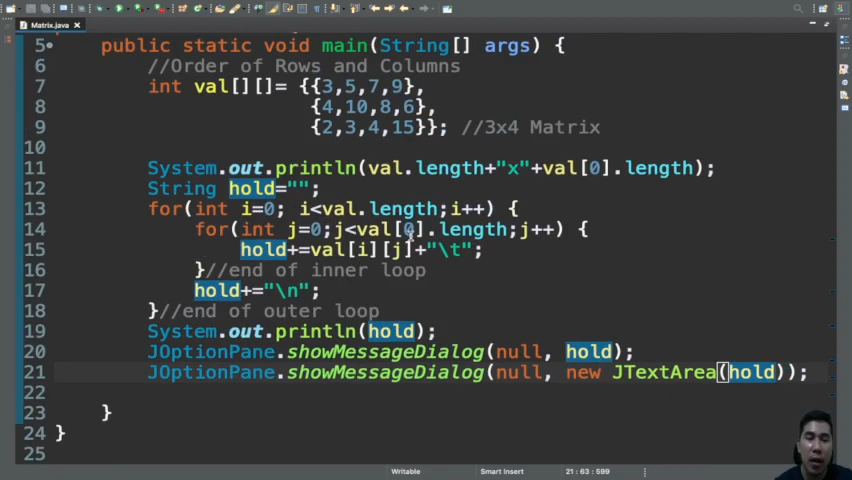 Matrix.java
5 public static void main(String[] args) {
6 //Order of Rows and Columns
7 int val[][]= {{3,5,7,9},
8 {4,10,8,6},
9 {2,3,4,15}}; //3x4 Matrix
10
11 System.out.println(val.length+"x"+val[0].length);
12 String hold="";
13 for(int i=0; i<val.length;i++) {
14 for(int j=0;j<val[0].length;j++) {
15 hold+=val[i][j]+"\t";
16 }//end of inner loop
17 hold+="\n";
18 }//end of outer loop
19 System.out.println(hold);
20 JOptionPane.showMessageDialog(null, hold);
21 JOptionPane.showMessageDialog(null, new JTextArea(hold));
22
23 }
24 }
25
Writable Smart Insert 21:63:599